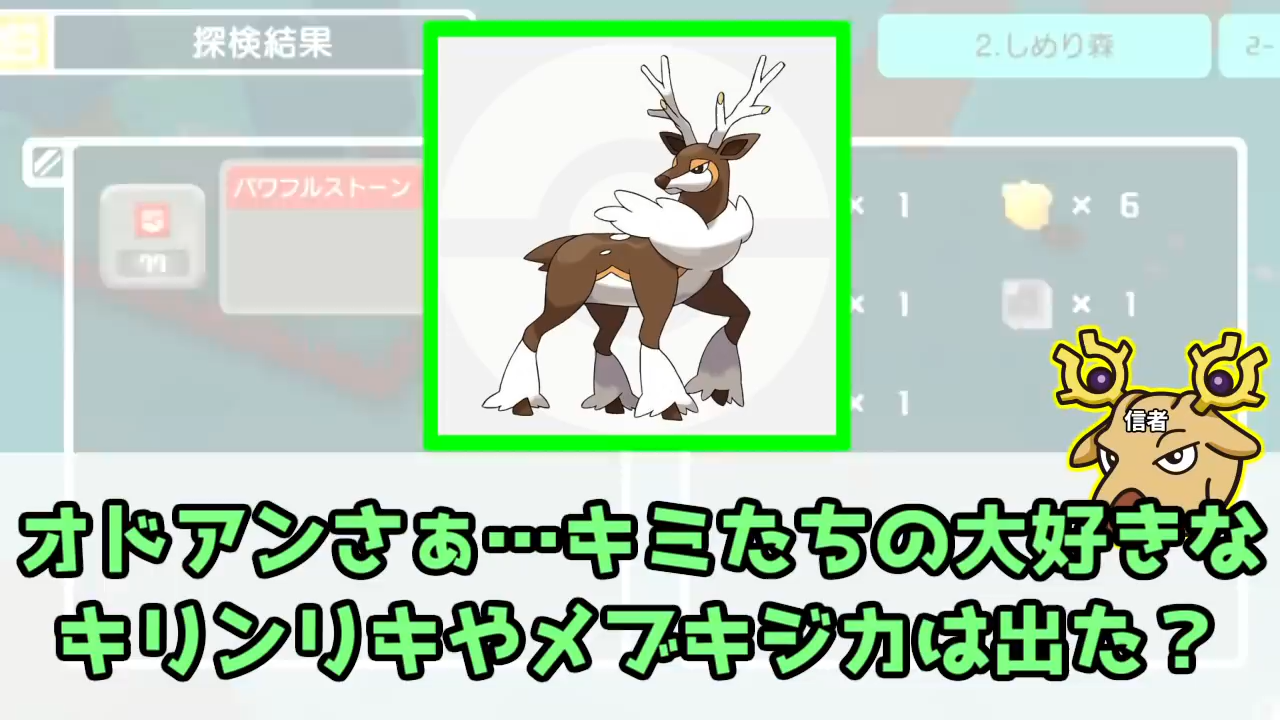 探検結果
2.しめり森
2-
パワフルストーン
77
× 1
× 6
× 1
× 1
× 1
信者
オドアンさぁ…キミたちの大好きな
キリンリキやメブキジカは出た？